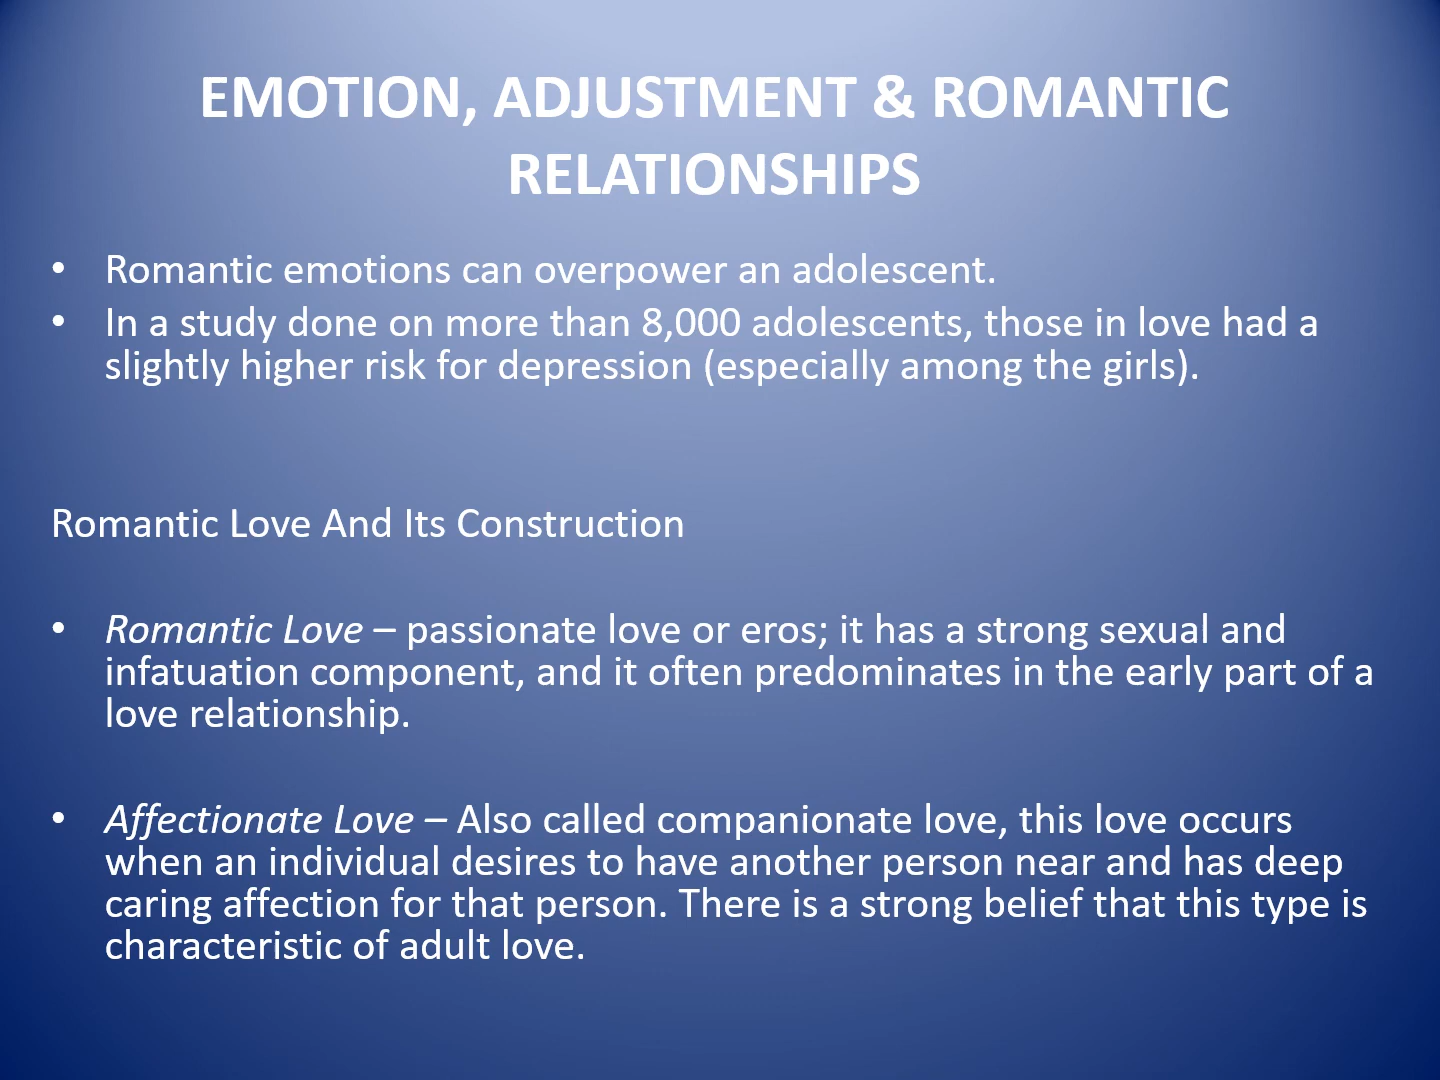 EMOTION, ADJUSTMENT & ROMANTIC
RELATIONSHIPS
• Romantic emotions can overpower an adolescent.
• In a study done on more than 8,000 adolescents, those in love had a
slightly higher risk for depression (especially among the girls).
Romantic Love And Its Construction
• Romantic Love – passionate love or eros; it has a strong sexual and
infatuation component, and it often predominates in the early part of a
love relationship.
• Affectionate Love – Also called companionate love, this love occurs
when an individual desires to have another person near and has deep
caring affection for that person. There is a strong belief that this type is
characteristic of adult love.